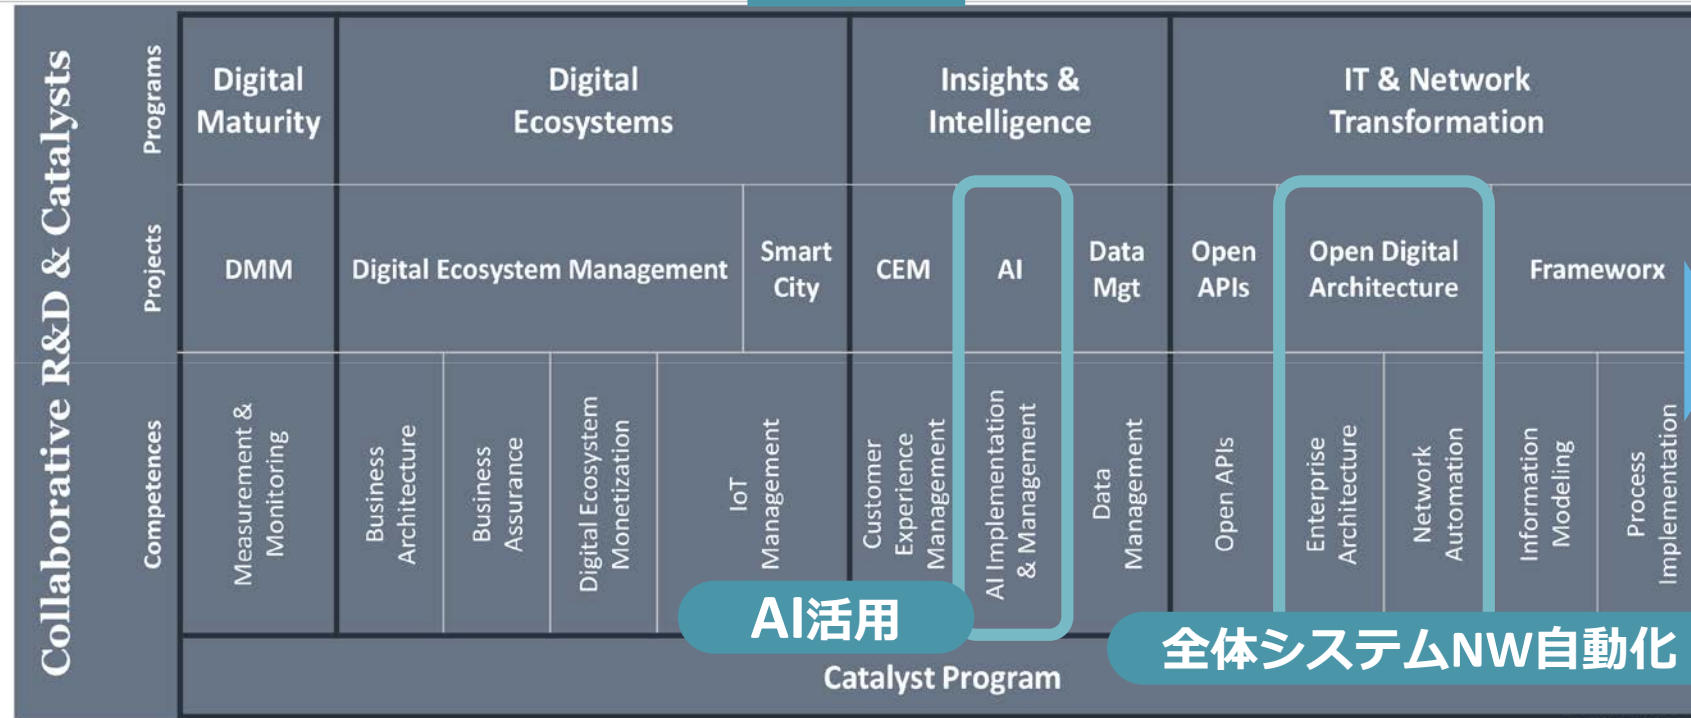 Collaborative R&D & Catalysts
Programs
Digital
Maturity
Digital
Ecosystems
Insights &
Intelligence
IT & Network
Transformation
Projects
DMM
Digital Ecosystem Management
Smart
City
CEM
AI
Data
Mgt
Open
APIs
Open Digital
Architecture
Frameworx
Competences
Measurement &
Monitoring
Business
Architecture
Business
Assurance
Digital Ecosystem
Monetization
IoT
Management
Customer
Experience
Management
AI Implementation
& Management
Data
Management
Open APIs
Enterprise
Architecture
Network
Automation
Information
Modeling
Process
Implementation
AI活用
全体システムNW自動化
Catalyst Program